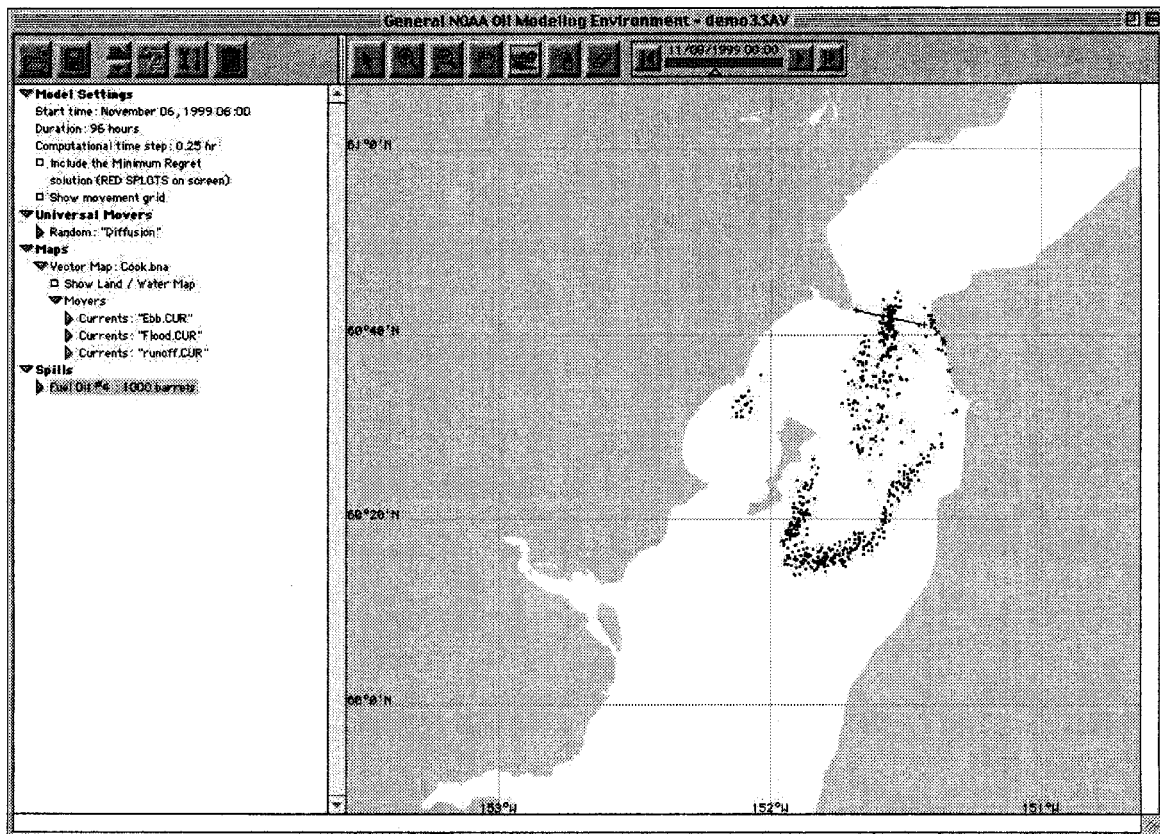 General NOAA Oil Modeling Environment - demo3.SAV
Model Settings
Start time: November 06, 1999 06:00
Duration: 96 hours
Computational time step: 0.25 hr
Include the Minimum Regret
solution (RED SPLOTS on screen)
Show movement grid
Universal Movers
Random: "Diffusion"
Maps
Vector Map: Cook.bna
Show Land / Water Map
Movers
Currents: "Ebb.CUR"
Currents: "Flood.CUR"
Currents: "runoff.CUR"
Spills
Fuel Oil #4 : 1000 barrels
11/08/1999 00:00
61°0'N
60°40'N
60°20'N
60°0'N
153°W
152°W
151°W